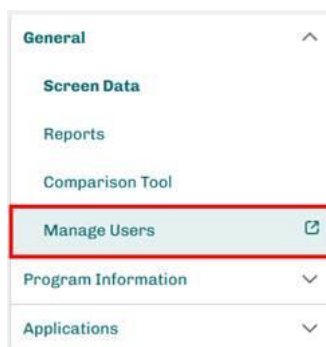 General
Screen Data
Reports
Comparison Tool
Manage Users
Program Information
Applications